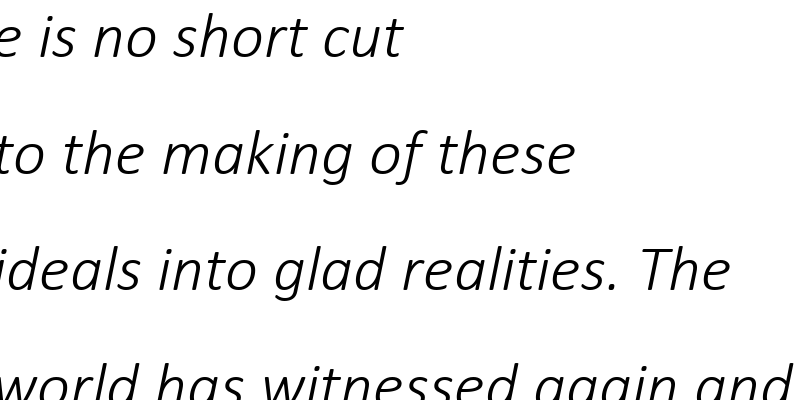 e is no short cut
to the making of these
ideals into glad realities. The
world has witnessed again and